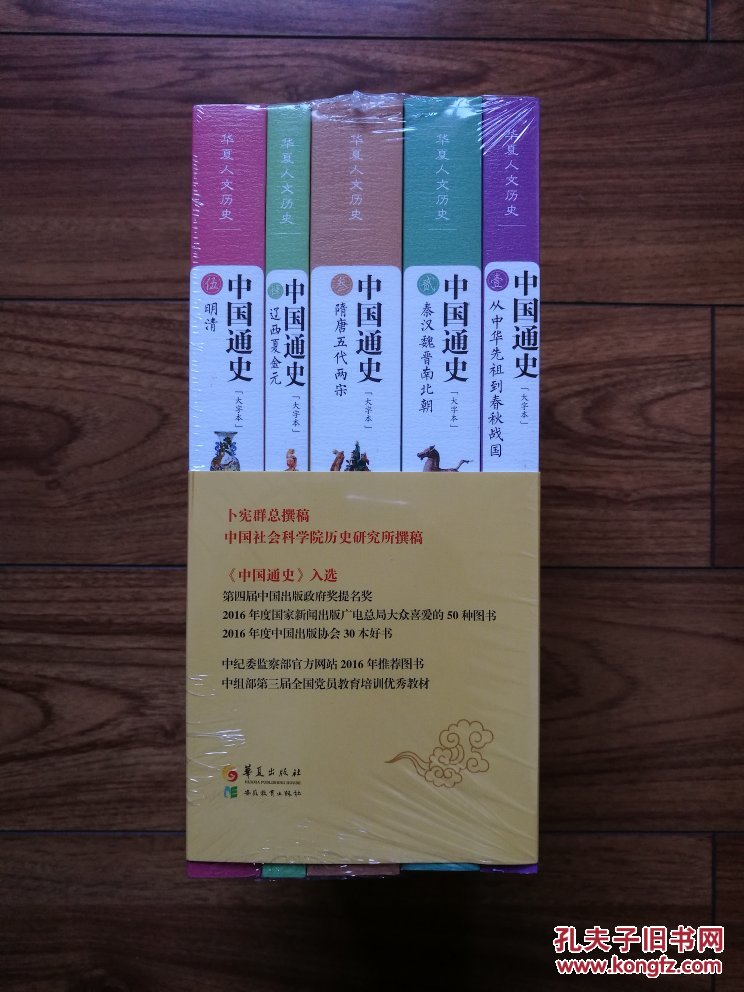 华夏人文历史
伍
中国通史
明清
「大字本」
华夏人文历史
肆
中国通史
辽西夏金元
「大字本」
华夏人文历史
叁
中国通史
隋唐五代两宋
「大字本」
华夏人文历史
贰
中国通史
秦汉魏晋南北朝
「大字本」
华夏人文历史
壹
中国通史
从中华先祖到春秋战国
「大字本」
卜宪群总撰稿
中国社会科学院历史研究所撰稿
《中国通史》入选
第四届中国出版政府奖提名奖
2016年度国家新闻出版广电总局大众喜爱的50种图书
2016年度中国出版协会30本好书
中纪委监察部官方网站2016年推荐图书
中组部第三届全国党员教育培训优秀教材
华夏出版社
HUAXIA PUBLISHING HOUSE
安徽教育出版社
孔夫子旧书网
www.kongfz.com